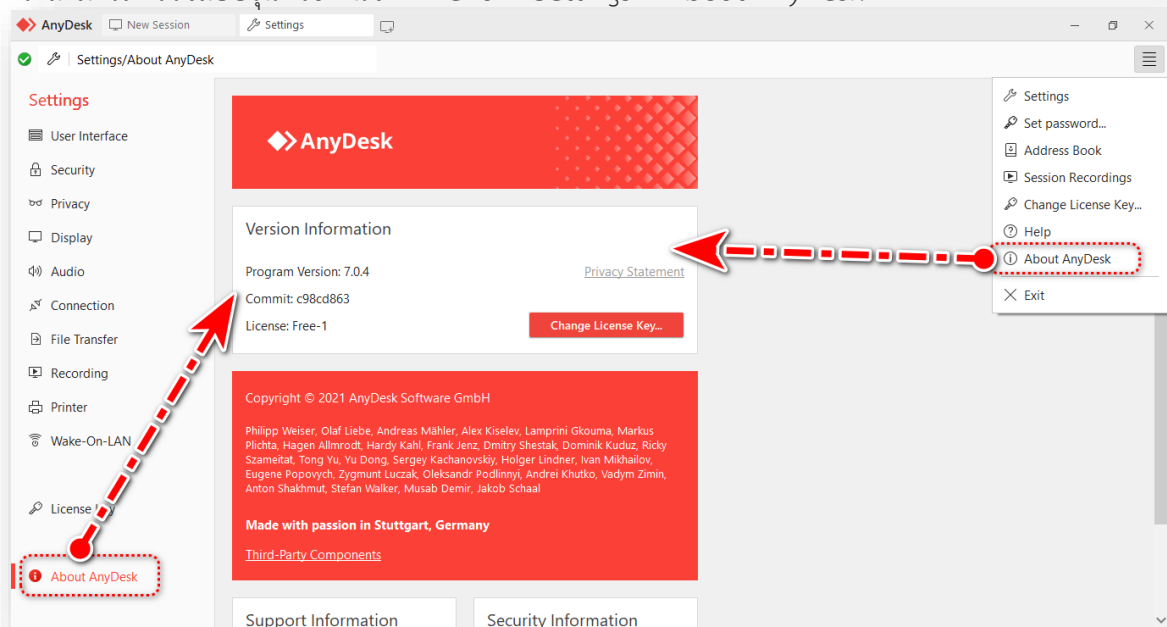 AnyDesk
New Session
Settings
Settings/About AnyDesk
Settings
User Interface
Security
Privacy
Display
Audio
Connection
File Transfer
Recording
Printer
Wake-On-LAN
License
About AnyDesk
AnyDesk
Version Information
Program Version: 7.0.4
Privacy Statement
Commit: c98cd863
License: Free-1
Change License Key...
Copyright © 2021 AnyDesk Software GmbH
Philipp Weiser, Olaf Liebe, Andreas Mähler, Alex Kiselev, Lamprini Gkouma, Markus
Plichta, Hagen Allmrodt, Hardy Kahl, Frank Jenz, Dmitry Shestak, Dominik Kuduz, Ricky
Szameitat, Tong Yu, Yu Dong, Sergey Kachanovskiy, Holger Lindner, Ivan Mikhailov,
Eugene Popovych, Zygmunt Luczak, Oleksandr Podlinnyi, Andrei Khutko, Vadym Zimin,
Anton Shakhmut, Stefan Walker, Musab Demir, Jakob Schaal
Made with passion in Stuttgart, Germany
Third-Party Components
Support Information
Security Information
Settings
Set password...
Address Book
Session Recordings
Change License Key...
Help
About AnyDesk
Exit